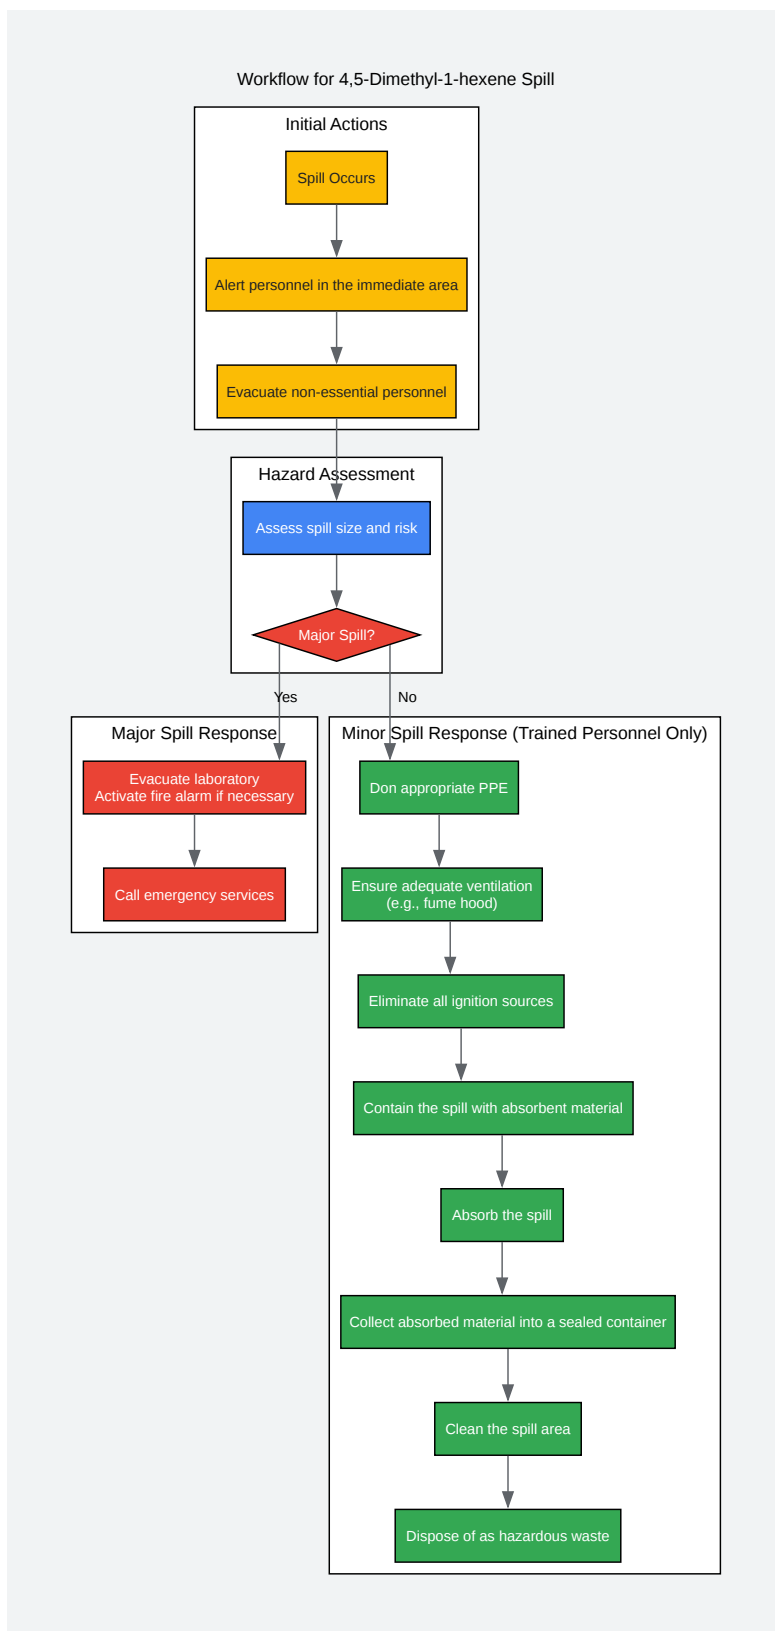 Workflow for 4,5-Dimethyl-1-hexene Spill
Initial Actions
Spill Occurs
Alert personnel in the immediate area
Evacuate non-essential personnel
Hazard Assessment
Assess spill size and risk
Major Spill?
Yes
No
Major Spill Response
Evacuate laboratory
Activate fire alarm if necessary
Call emergency services
Minor Spill Response (Trained Personnel Only)
Don appropriate PPE
Ensure adequate ventilation
(e.g., fume hood)
Eliminate all ignition sources
Contain the spill with absorbent material
Absorb the spill
Collect absorbed material into a sealed container
Clean the spill area
Dispose of as hazardous waste